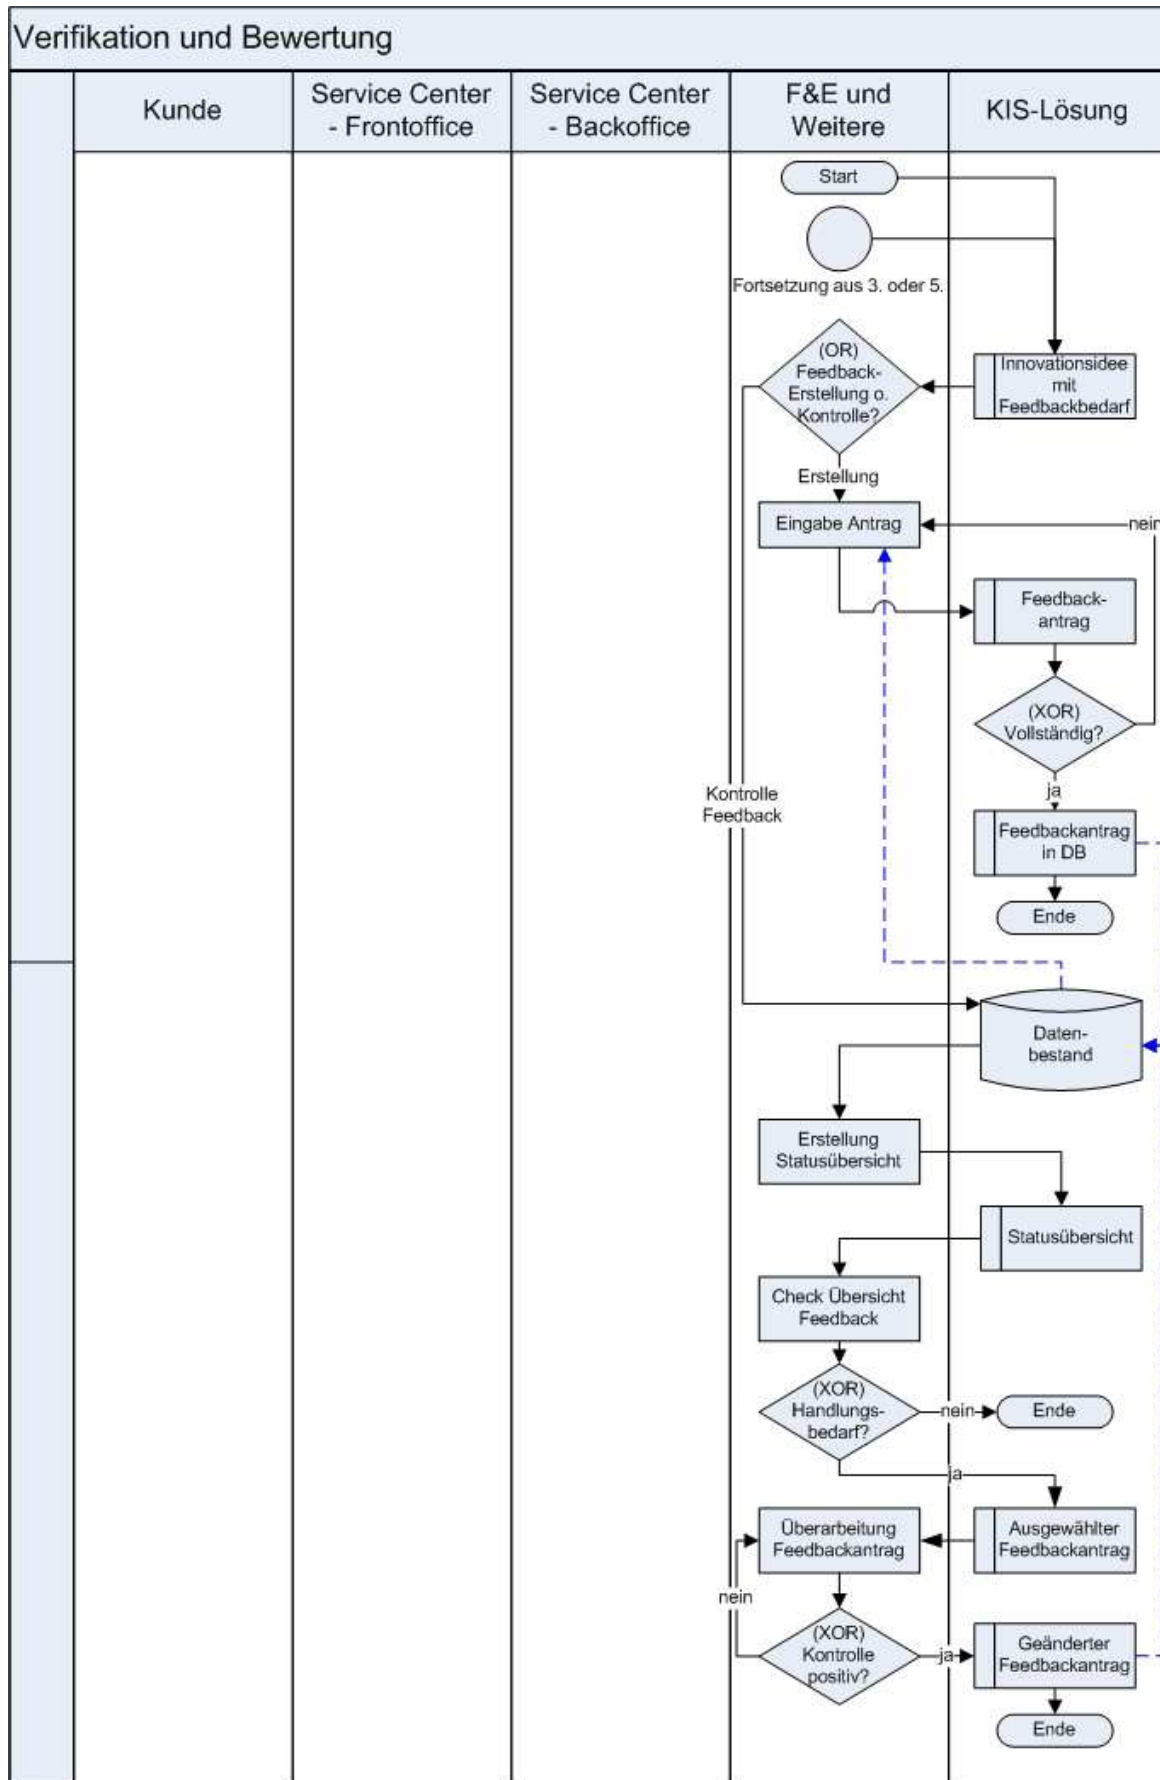 Verifikation und Bewertung
Kunde
Service Center
- Frontoffice
Service Center
- Backoffice
F&E und
Weitere
KIS-Lösung
Start
Fortsetzung aus 3. oder 5.
(OR)
Feedback-
Erstellung o.
Kontrolle?
Innovationsidee
mit
Feedbackbedarf
Erstellung
Eingabe Antrag
nein
Feedback-
antrag
(XOR)
Vollständig?
ja
Kontrolle
Feedback
Feedbackantrag
in DB
Ende
Daten-
bestand
Erstellung
Statusübersicht
Statusübersicht
Check Übersicht
Feedback
(XOR)
Handlungs-
bedarf?
nein
Ende
ja
Überarbeitung
Feedbackantrag
Ausgewählter
Feedbackantrag
nein
(XOR)
Kontrolle
positiv?
ja
Geänderter
Feedbackantrag
Ende